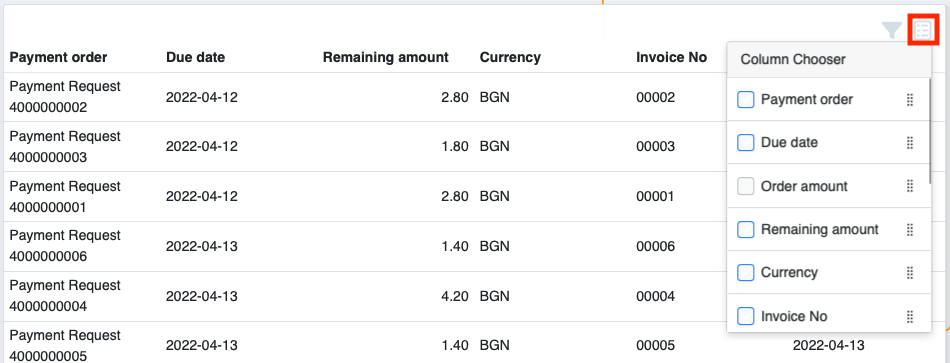 Payment order Due date Remaining amount Currency Invoice No
Column Chooser
Payment order
Due date
Order amount
Remaining amount
Currency
Invoice No
Payment Request
4000000002 2022-04-12 2.80 BGN 00002
Payment Request
4000000003 2022-04-12 1.80 BGN 00003
Payment Request
4000000001 2022-04-12 2.80 BGN 00001
Payment Request
4000000006 2022-04-13 1.40 BGN 00006
Payment Request
4000000004 2022-04-13 4.20 BGN 00004
Payment Request
4000000005 2022-04-13 1.40 BGN 00005 2022-04-13